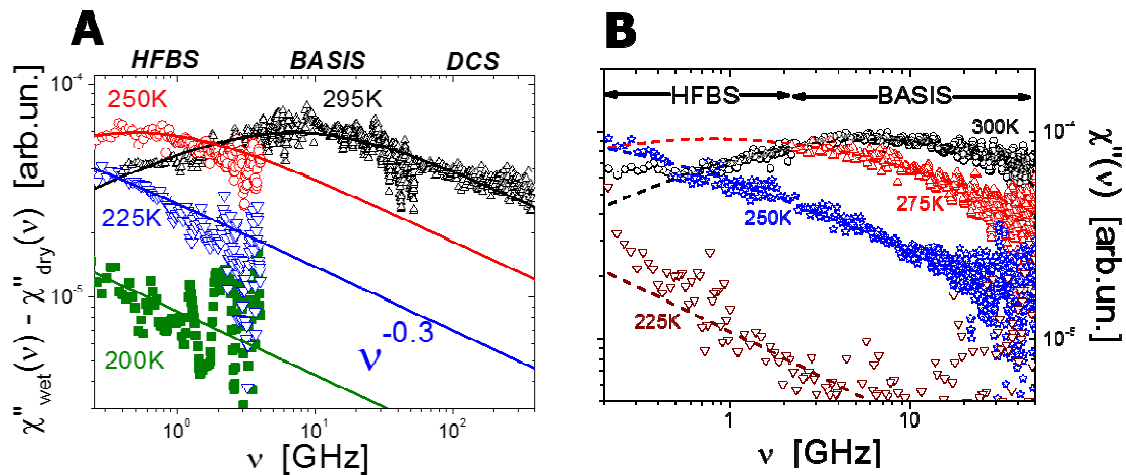 A
HFBS BASIS DCS
10⁻⁴
250K
295K
225K
10⁻⁵
200K
ν⁻⁰·³
χ"wet(ν) - χ"dry(ν) [arb.un.]
10⁰ 10¹ 10²
ν [GHz]
B
HFBS BASIS
300K
10⁻⁴
250K
275K
225K
10⁻⁵
χ"(ν) [arb.un.]
1 10
ν [GHz]